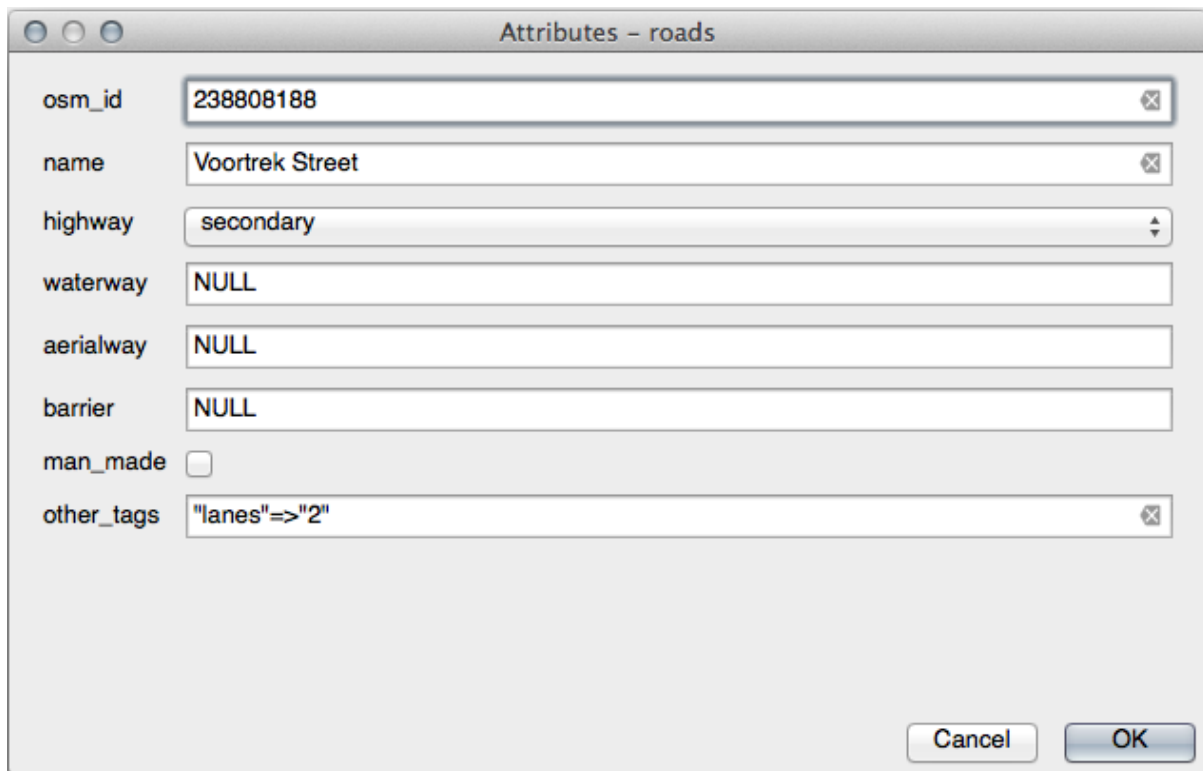 Attributes – roads
osm_id 238808188
name Voortrek Street
highway secondary
waterway NULL
aerialway NULL
barrier NULL
man_made
other_tags "lanes"=>"2"
Cancel OK